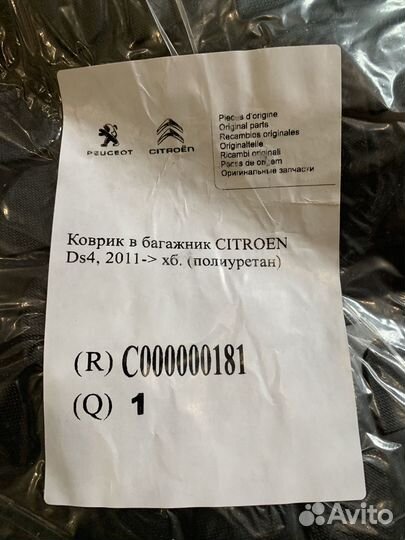 PEUGEOT
CITROËN
Pièces d'origine
Original parts
Recambios originales
Originalteile
Ricambi originali
Pecas de origem
Оригинальные запчасти
Коврик в багажник CITROEN
Ds4, 2011-> хб. (полиуретан)
(R) C000000181
(Q) 1
Avito